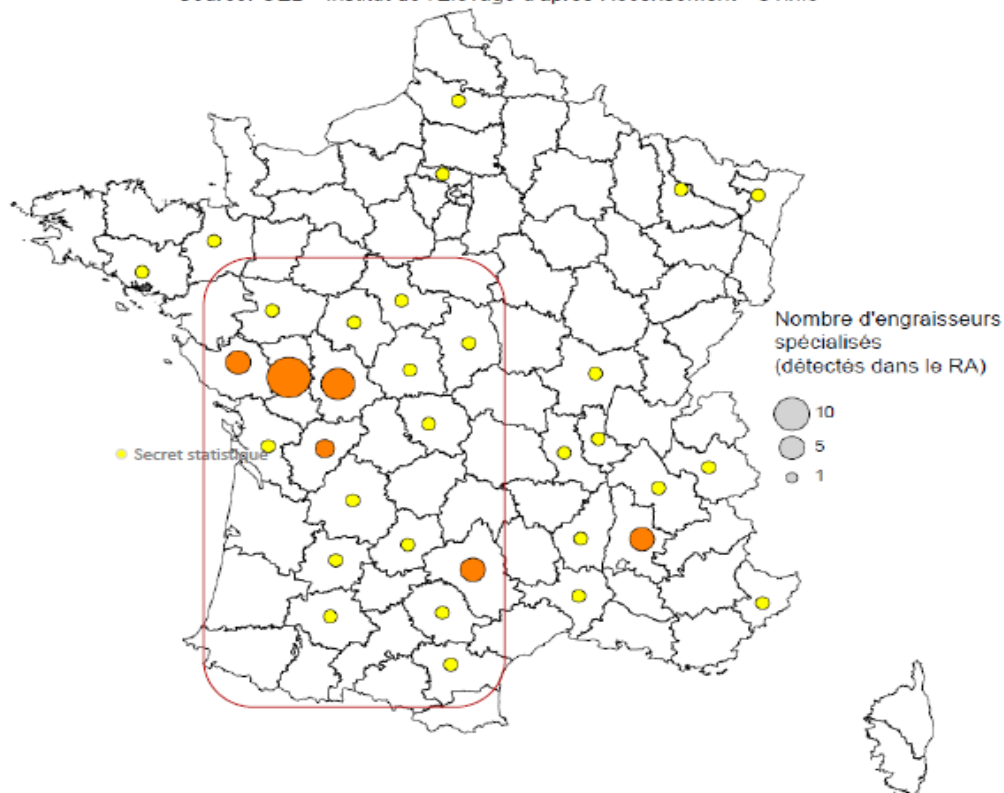 Nombre d'engraisseurs
spécialisés
(détectés dans le RA)
10
5
1
Secret statistique